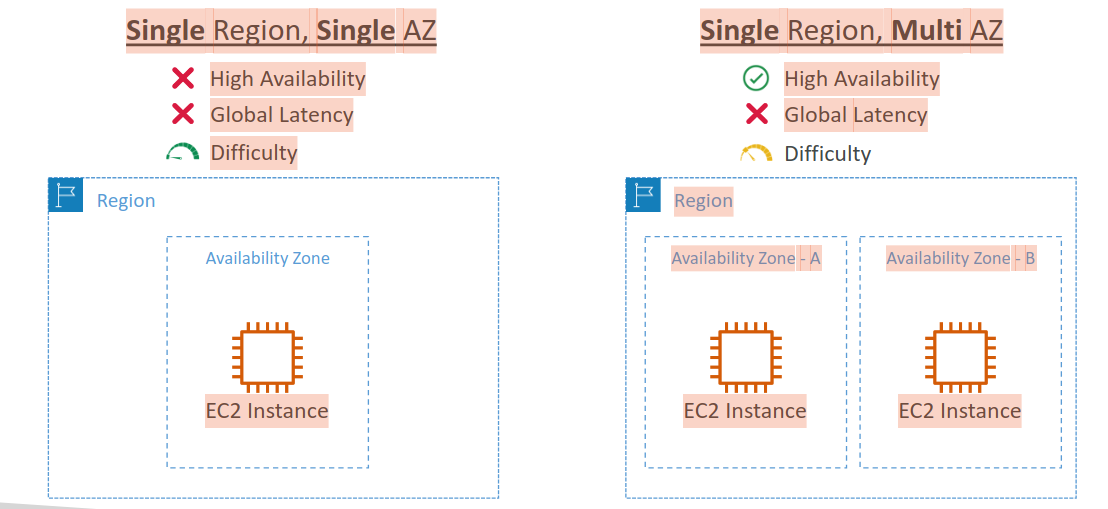 Single Region, Single AZ
High Availability
Global Latency
Difficulty
Region
Availability Zone
EC2 Instance
Single Region, Multi AZ
High Availability
Global Latency
Difficulty
Region
Availability Zone - A
Availability Zone - B
EC2 Instance
EC2 Instance